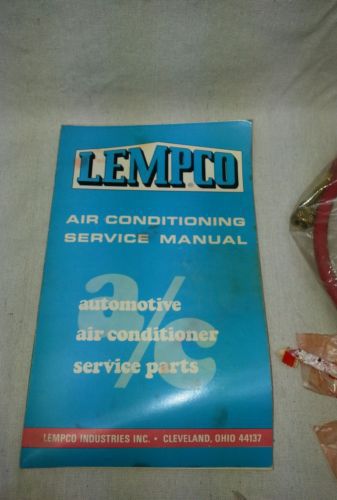 LEMPCO
AIR CONDITIONING
SERVICE MANUAL
a/c
automotive
air conditioner
service parts
LEMPCO INDUSTRIES INC. • CLEVELAND, OHIO 44137